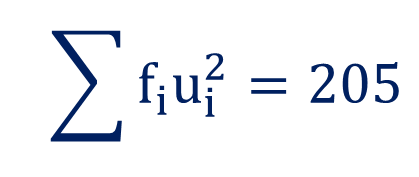 ∑ fᵢuᵢ² = 205